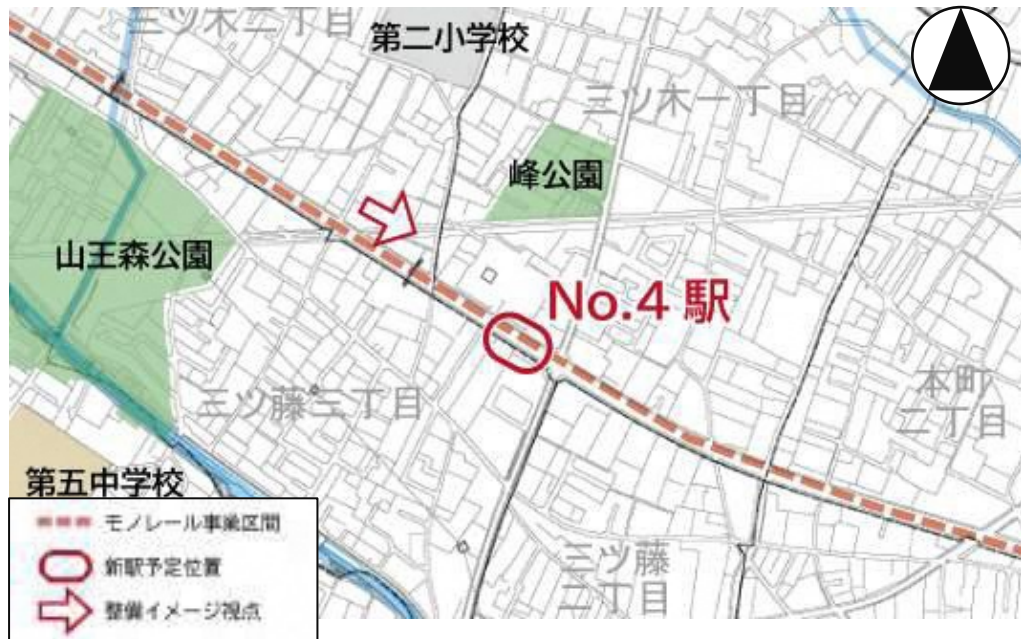 三ツ木二丁目
第二小学校
三ツ木一丁目
峰公園
山王森公園
No.4 駅
三ツ藤三丁目
本町
二丁目
第五中学校
三ツ藤
二丁目
モノレール事業区間
新駅予定位置
整備イメージ視点